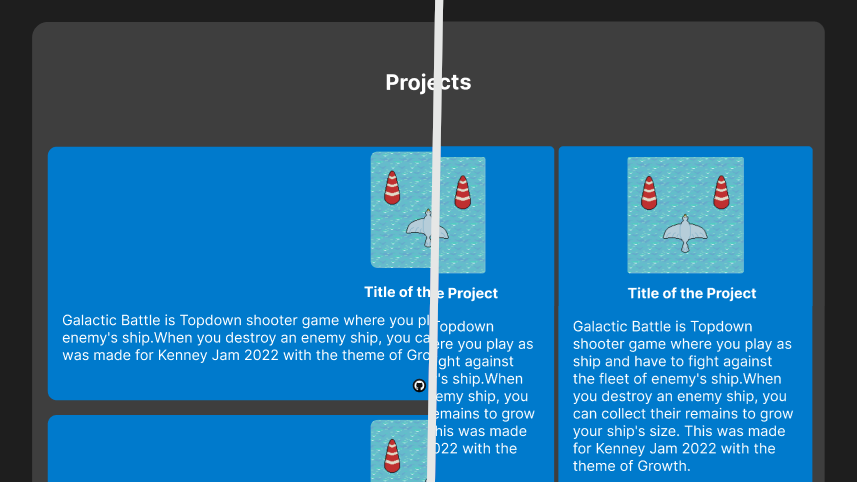 Projects
Title of the Project
Galactic Battle is Topdown shooter game where you pl
enemy's ship.When you destroy an enemy ship, you ca
was made for Kenney Jam 2022 with the theme of Gro
Topdown
ere you play as
ght against
's ship.When
emy ship, you
emains to grow
his was made
022 with the
Title of the Project
Galactic Battle is Topdown
shooter game where you play as
ship and have to fight against
the fleet of enemy's ship.When
you destroy an enemy ship, you
can collect their remains to grow
your ship's size. This was made
for Kenney Jam 2022 with the
theme of Growth.